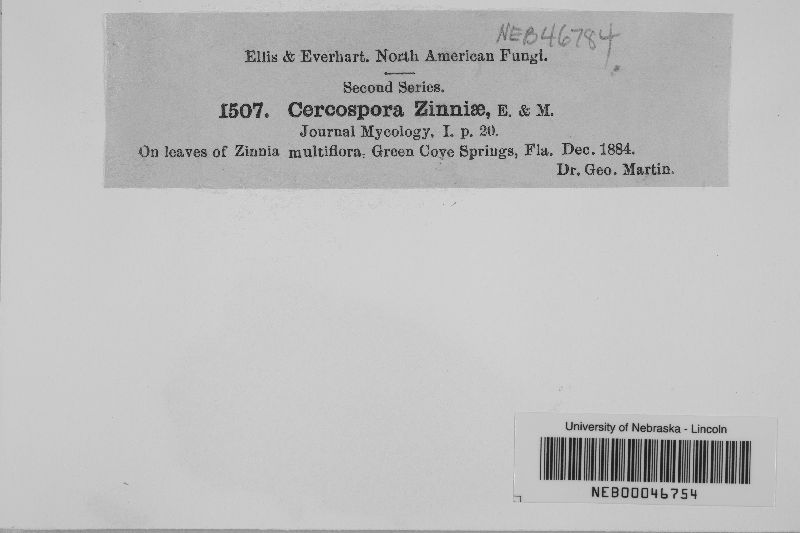 NEB46784.
Ellis & Everhart. North American Fungi.
Second Series.
1507. Cercospora Zinniæ, E. & M.
Journal Mycology, I. p. 20.
On leaves of Zinnia multiflora, Green Cove Springs, Fla. Dec. 1884.
Dr. Geo. Martin.
University of Nebraska - Lincoln
NEB00046754